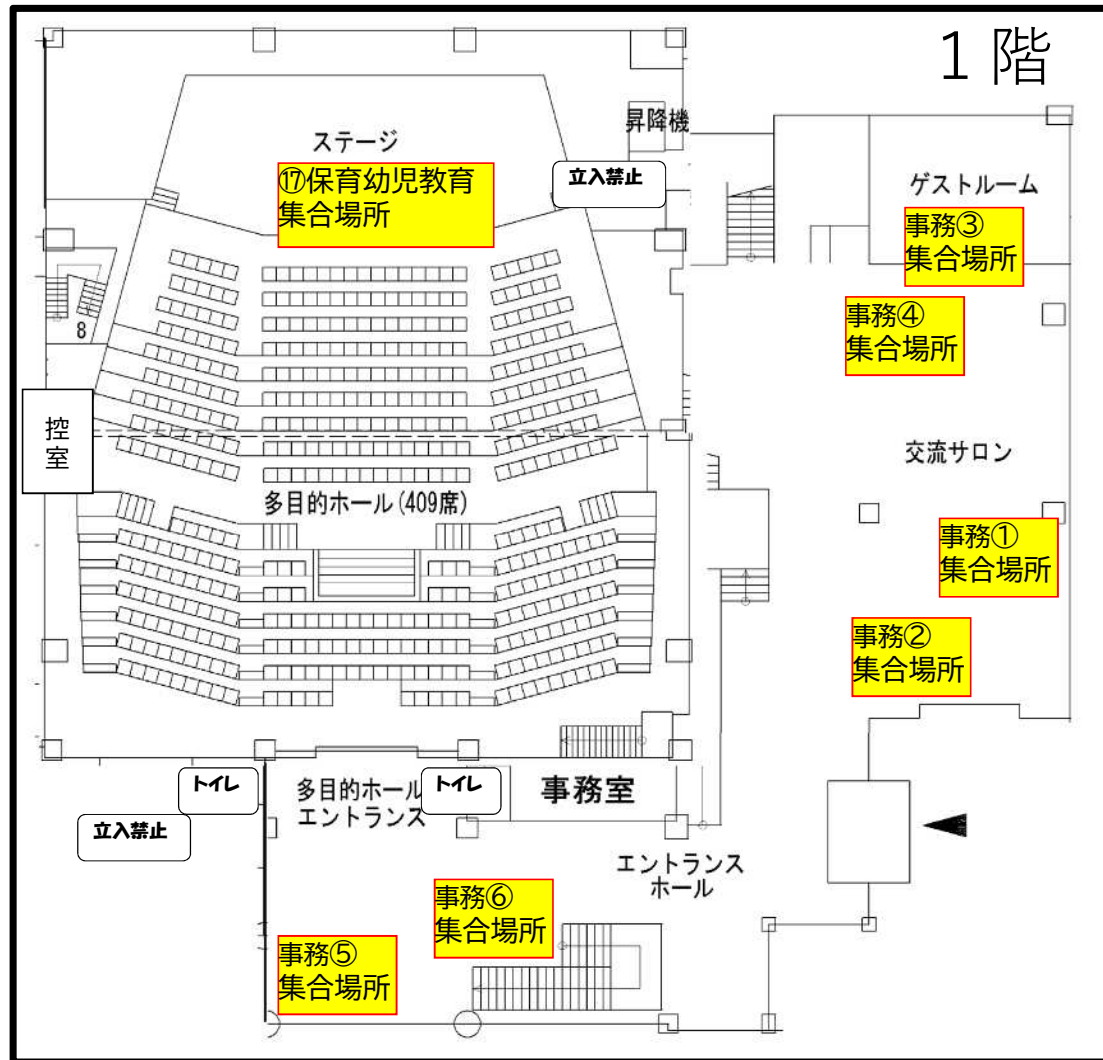 1階
昇降機
ステージ
⑰保育幼児教育
集合場所
立入禁止
ゲストルーム
事務③
集合場所
事務④
集合場所
8
控
室
交流サロン
多目的ホール(409席)
事務①
集合場所
事務②
集合場所
トイレ
多目的ホール
エントランス
トイレ
事務室
立入禁止
エントランス
ホール
事務⑥
集合場所
事務⑤
集合場所